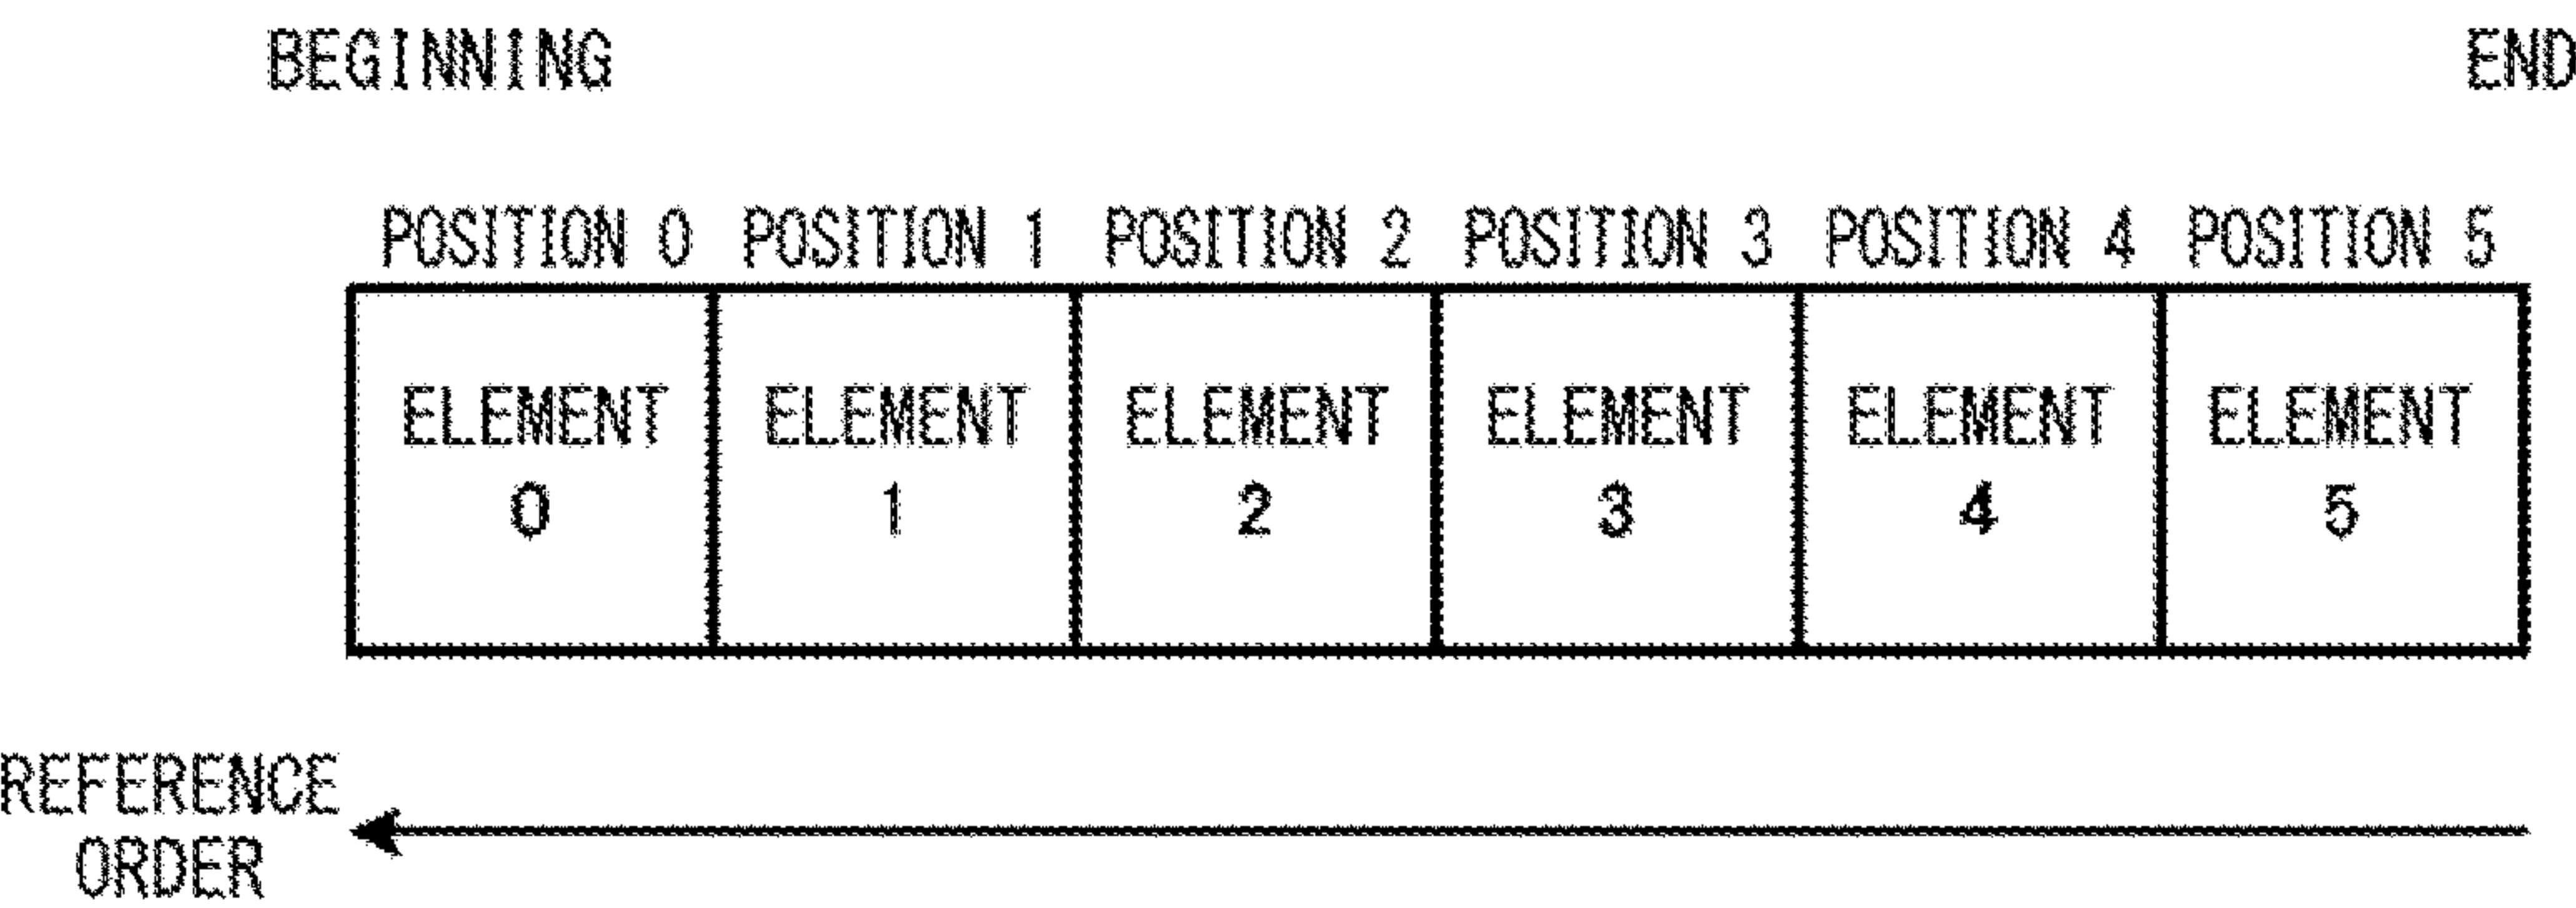 BEGINNING END
POSITION 0 POSITION 1 POSITION 2 POSITION 3 POSITION 4 POSITION 5
ELEMENT ELEMENT ELEMENT ELEMENT ELEMENT ELEMENT
0 1 2 3 4 5
REFERENCE
ORDER